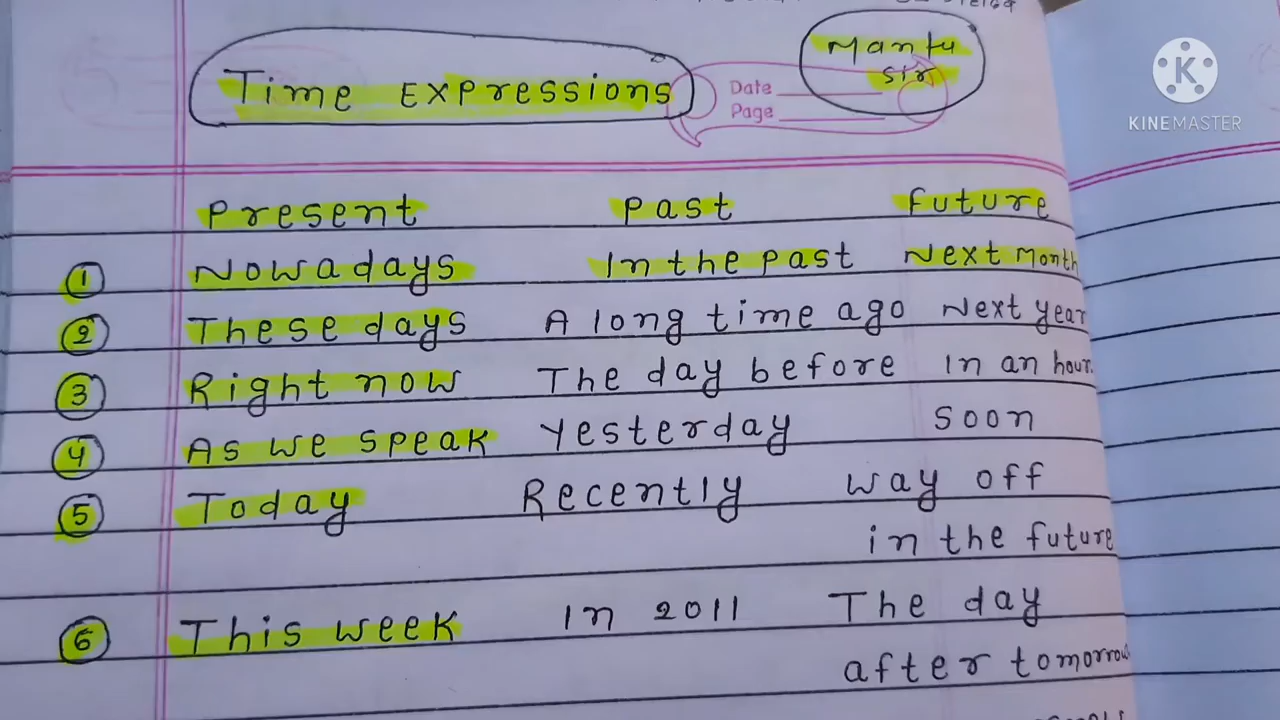 Mantu
sir
Time Expressions
Date
Page
KINEMASTER
Present Past Future
1 Nowadays In the past Next Month
2 These days A long time ago Next year
3 Right now The day before In an hour
4 As we speak Yesterday Soon
5 Today Recently Way off
in the future
6 This week In 2011 The day
after tomorrow